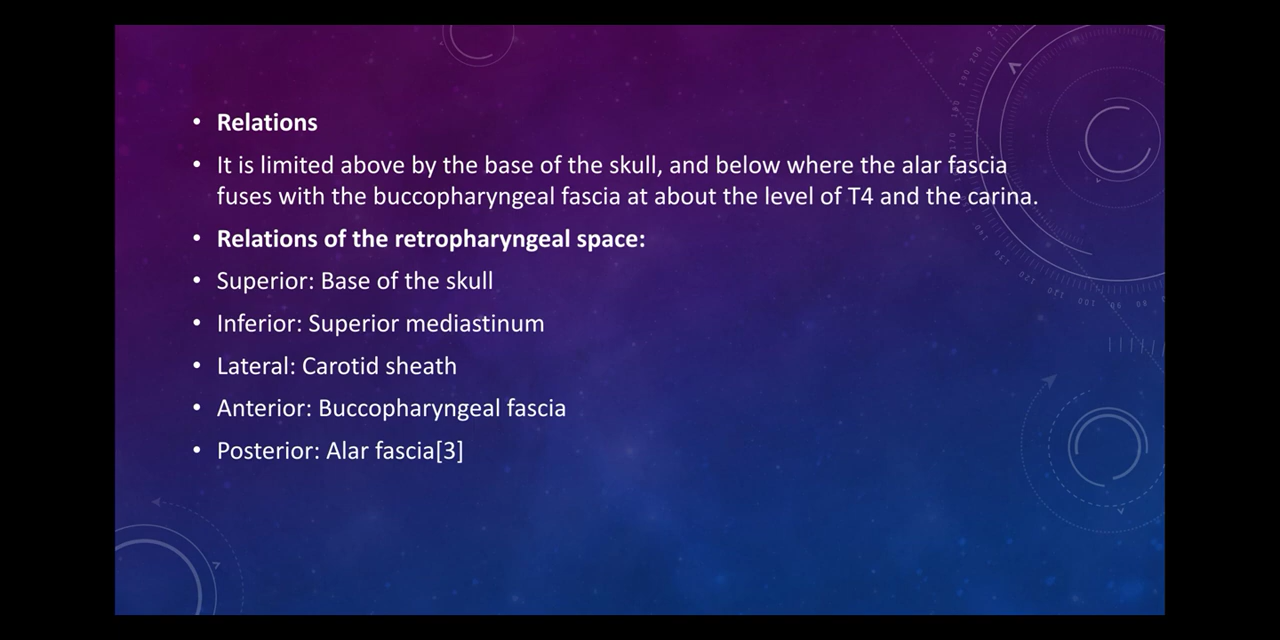 • Relations
• It is limited above by the base of the skull, and below where the alar fascia
fuses with the buccopharyngeal fascia at about the level of T4 and the carina.
• Relations of the retropharyngeal space:
• Superior: Base of the skull
• Inferior: Superior mediastinum
• Lateral: Carotid sheath
• Anterior: Buccopharyngeal fascia
• Posterior: Alar fascia[3]